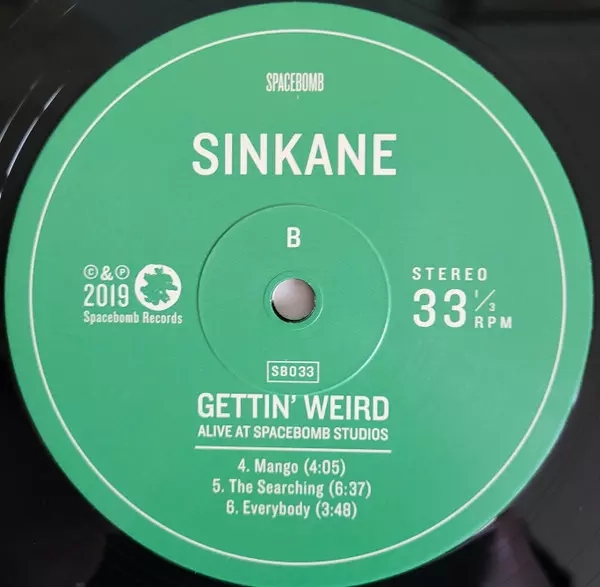 SPACEBOMB
SINKANE
B
©&℗
2019
Spacebomb Records
STEREO
33 1/3
RPM
SB033
GETTIN' WEIRD
ALIVE AT SPACEBOMB STUDIOS
4. Mango (4:05)
5. The Searching (6:37)
6. Everybody (3:48)